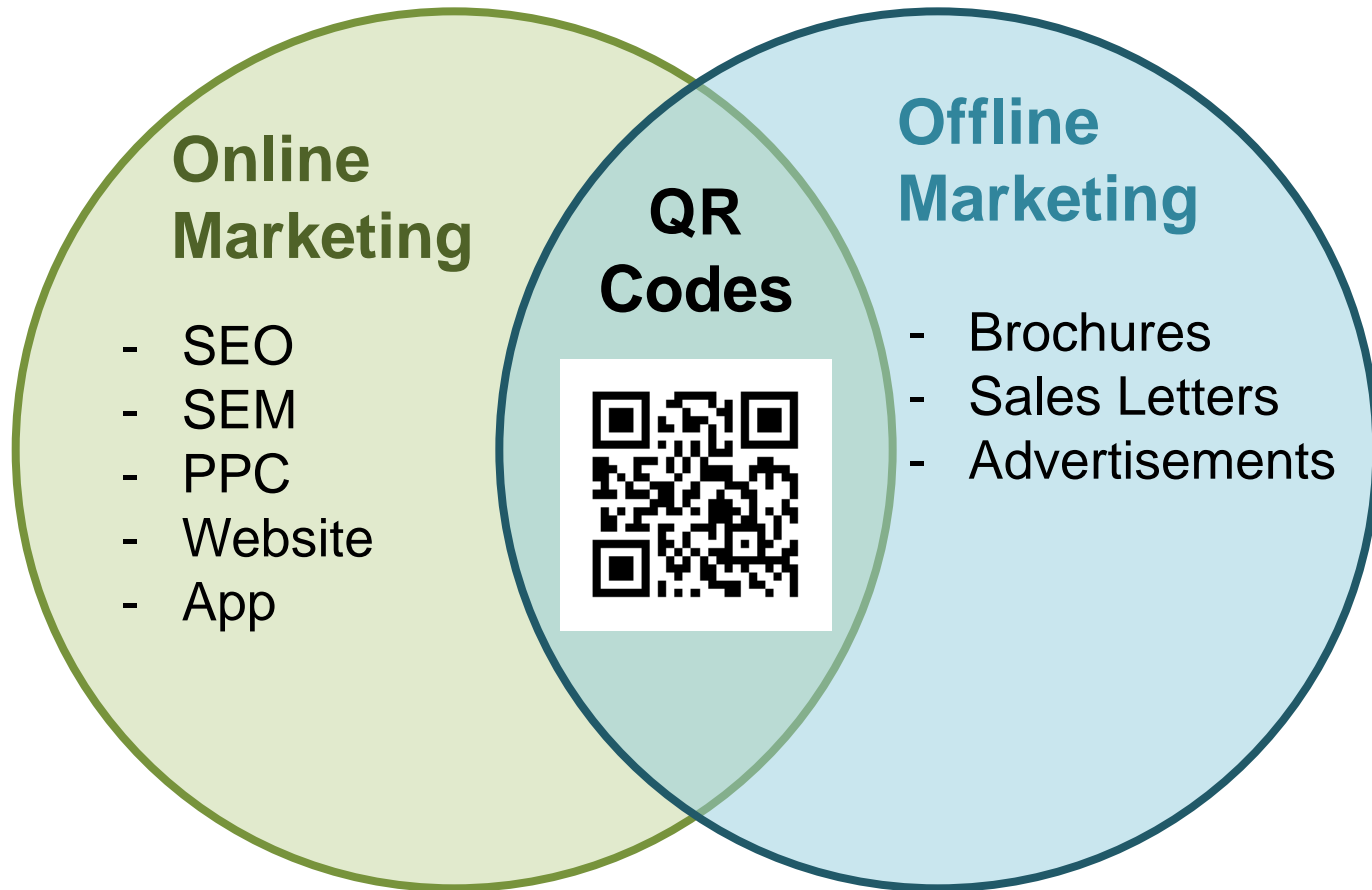 Online
Marketing
- SEO
- SEM
- PPC
- Website
- App
QR
Codes
Offline
Marketing
- Brochures
- Sales Letters
- Advertisements